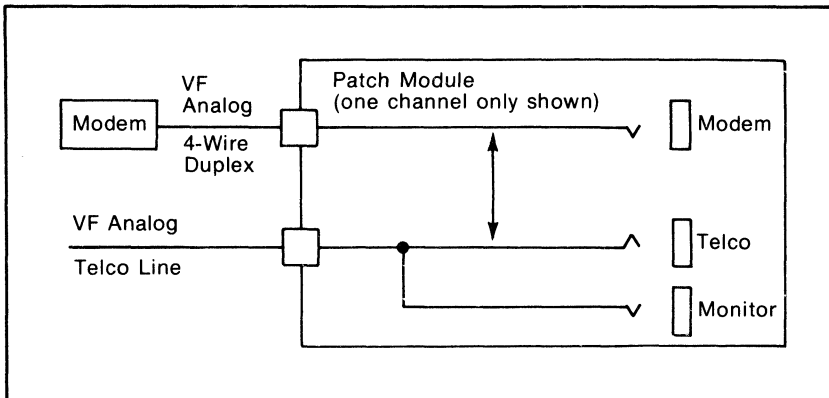 VF
Analog
Modem
4-Wire
Duplex
Patch Module
(one channel only shown)
Modem
VF Analog
Telco Line
Telco
Monitor